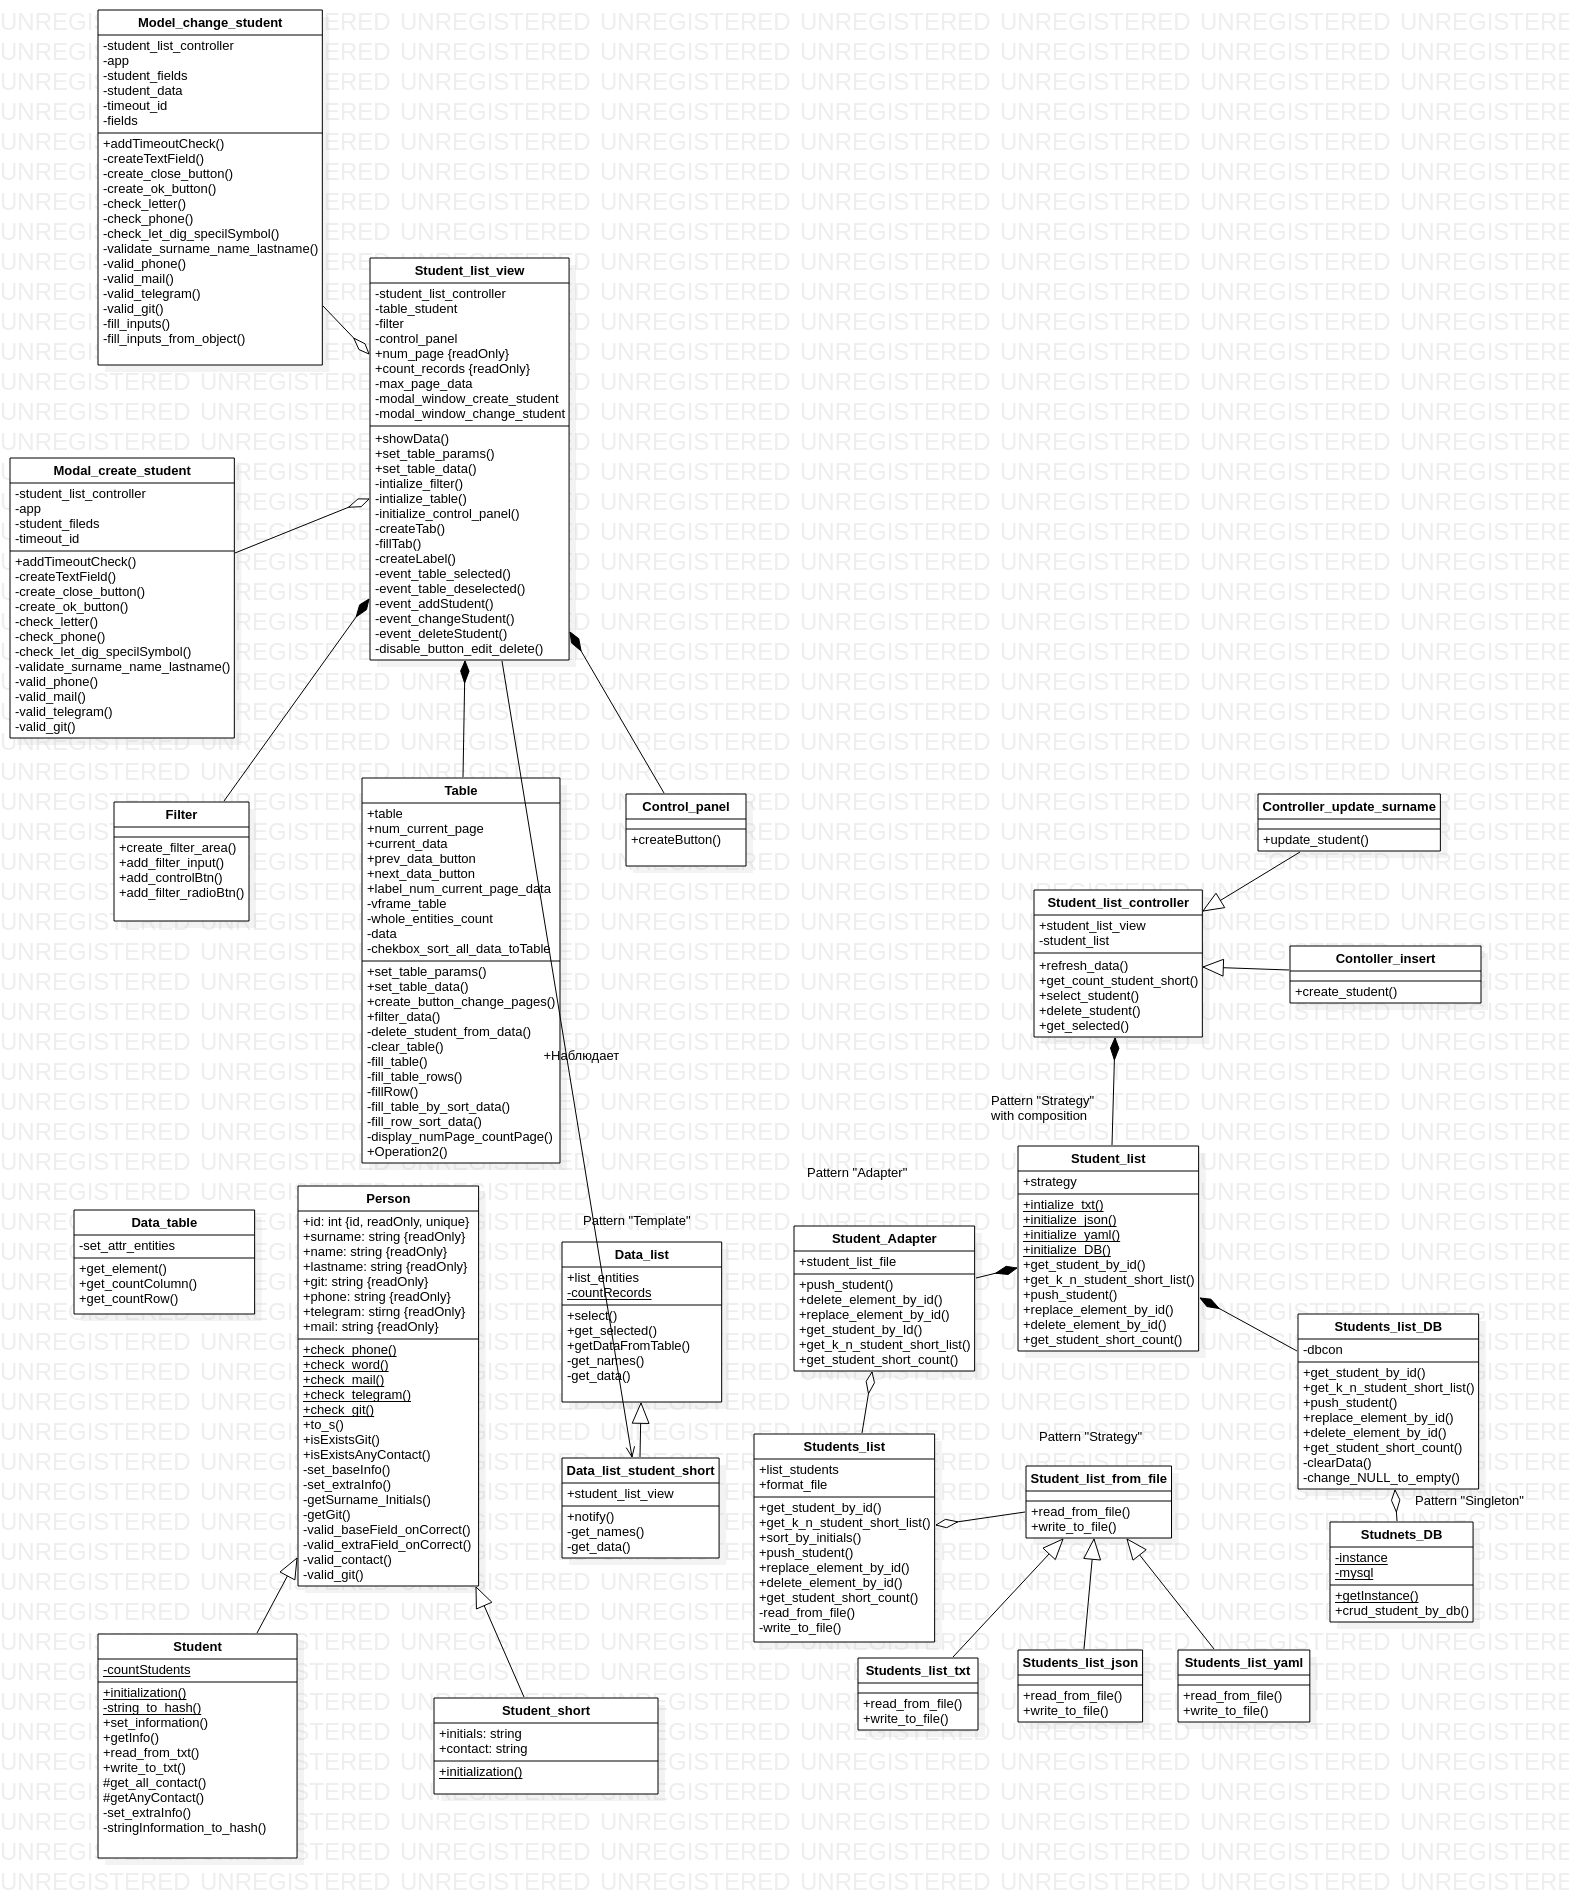 Model_change_student
-student_list_controller
-app
-student_fields
-student_data
-timeout_id
-fields
+addTimeoutCheck()
-createTextField()
-create_close_button()
-create_ok_button()
-check_letter()
-check_phone()
-check_let_dig_specilSymbol()
-validate_surname_name_lastname()
-valid_phone()
-valid_mail()
-valid_telegram()
-valid_git()
-fill_inputs()
-fill_inputs_from_object()
Student_list_view
-student_list_controller
-table_student
-filter
-control_panel
+num_page {readOnly}
+count_records {readOnly}
-max_page_data
-modal_window_create_student
-modal_window_change_student
+showData()
+set_table_params()
+set_table_data()
-intialize_filter()
-intialize_table()
-initialize_control_panel()
-createTab()
-fillTab()
-createLabel()
-event_table_selected()
-event_table_deselected()
-event_addStudent()
-event_changeStudent()
-event_deleteStudent()
-disable_button_edit_delete()
Modal_create_student
-student_list_controller
-app
-student_fileds
-timeout_id
+addTimeoutCheck()
-createTextField()
-create_close_button()
-create_ok_button()
-check_letter()
-check_phone()
-check_let_dig_specilSymbol()
-validate_surname_name_lastname()
-valid_phone()
-valid_mail()
-valid_telegram()
-valid_git()
Filter
+create_filter_area()
+add_filter_input()
+add_controlBtn()
+add_filter_radioBtn()
Table
+table
+num_current_page
+current_data
+prev_data_button
+next_data_button
+label_num_current_page_data
-vframe_table
-whole_entities_count
-data
-chekbox_sort_all_data_toTable
+set_table_params()
+set_table_data()
+create_button_change_pages()
+filter_data()
-delete_student_from_data()
-clear_table()
-fill_table()
-fill_table_rows()
-fillRow()
-fill_table_by_sort_data()
-fill_row_sort_data()
-display_numPage_countPage()
+Operation2()
+Наблюдает
Control_panel
+createButton()
Controller_update_surname
+update_student()
Student_list_controller
+student_list_view
-student_list
+refresh_data()
+get_count_student_short()
+select_student()
+delete_student()
+get_selected()
Contoller_insert
+create_student()
Pattern "Strategy"
with composition
Student_list
+strategy
+intialize_txt()
+initialize_json()
+initialize_yaml()
+initialize_DB()
+get_student_by_id()
+get_k_n_student_short_list()
+push_student()
+replace_element_by_id()
+delete_element_by_id()
+get_student_short_count()
Pattern "Adapter"
Student_Adapter
+student_list_file
+push_student()
+delete_element_by_id()
+replace_element_by_id()
+get_student_by_Id()
+get_k_n_student_short_list()
+get_student_short_count()
Data_table
-set_attr_entities
+get_element()
+get_countColumn()
+get_countRow()
Person
+id: int {id, readOnly, unique}
+surname: string {readOnly}
+name: string {readOnly}
+lastname: string {readOnly}
+git: string {readOnly}
+phone: string {readOnly}
+telegram: stirng {readOnly}
+mail: string {readOnly}
+check_phone()
+check_word()
+check_mail()
+check_telegram()
+check_git()
+to_s()
+isExistsGit()
+isExistsAnyContact()
-set_baseInfo()
-set_extraInfo()
-getSurname_Initials()
-getGit()
-valid_baseField_onCorrect()
-valid_extraField_onCorrect()
-valid_contact()
-valid_git()
Pattern "Template"
Data_list
+list_entities
-countRecords
+select()
+get_selected()
+getDataFromTable()
-get_names()
-get_data()
Data_list_student_short
+student_list_view
+notify()
-get_names()
-get_data()
Students_list_DB
-dbcon
+get_student_by_id()
+get_k_n_student_short_list()
+push_student()
+replace_element_by_id()
+delete_element_by_id()
+get_student_short_count()
-clearData()
-change_NULL_to_empty()
Pattern "Singleton"
Studnets_DB
-instance
-mysql
+getInstance()
+crud_student_by_db()
Students_list
+list_students
+format_file
+get_student_by_id()
+get_k_n_student_short_list()
+sort_by_initials()
+push_student()
+replace_element_by_id()
+delete_element_by_id()
+get_student_short_count()
-read_from_file()
-write_to_file()
Pattern "Strategy"
Student_list_from_file
+read_from_file()
+write_to_file()
Students_list_txt
+read_from_file()
+write_to_file()
Students_list_json
+read_from_file()
+write_to_file()
Students_list_yaml
+read_from_file()
+write_to_file()
Student
-countStudents
+initialization()
-string_to_hash()
+set_information()
+getInfo()
+read_from_txt()
+write_to_txt()
#get_all_contact()
#getAnyContact()
-set_extraInfo()
-stringInformation_to_hash()
Student_short
+initials: string
+contact: string
+initialization()
UNREGISTERED